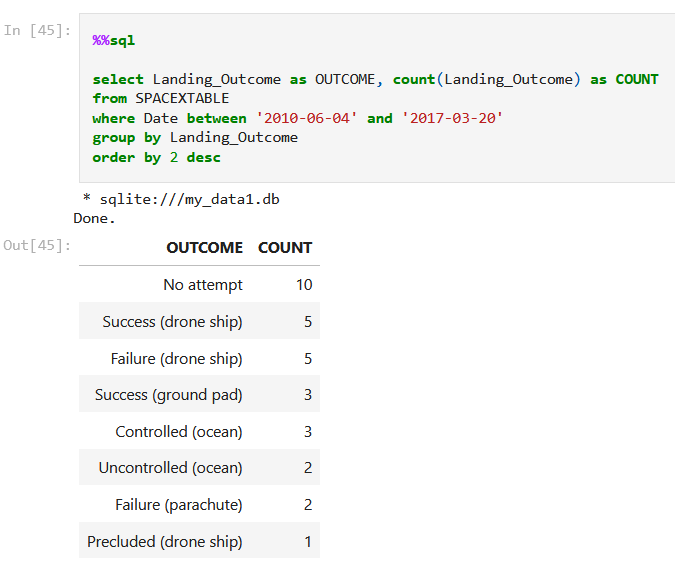 In [45]:
%%sql
select Landing_Outcome as OUTCOME, count(Landing_Outcome) as COUNT
from SPACEXTABLE
where Date between '2010-06-04' and '2017-03-20'
group by Landing_Outcome
order by 2 desc
* sqlite:///my_data1.db
Done.
Out[45]:
OUTCOME COUNT
No attempt 10
Success (drone ship) 5
Failure (drone ship) 5
Success (ground pad) 3
Controlled (ocean) 3
Uncontrolled (ocean) 2
Failure (parachute) 2
Precluded (drone ship) 1